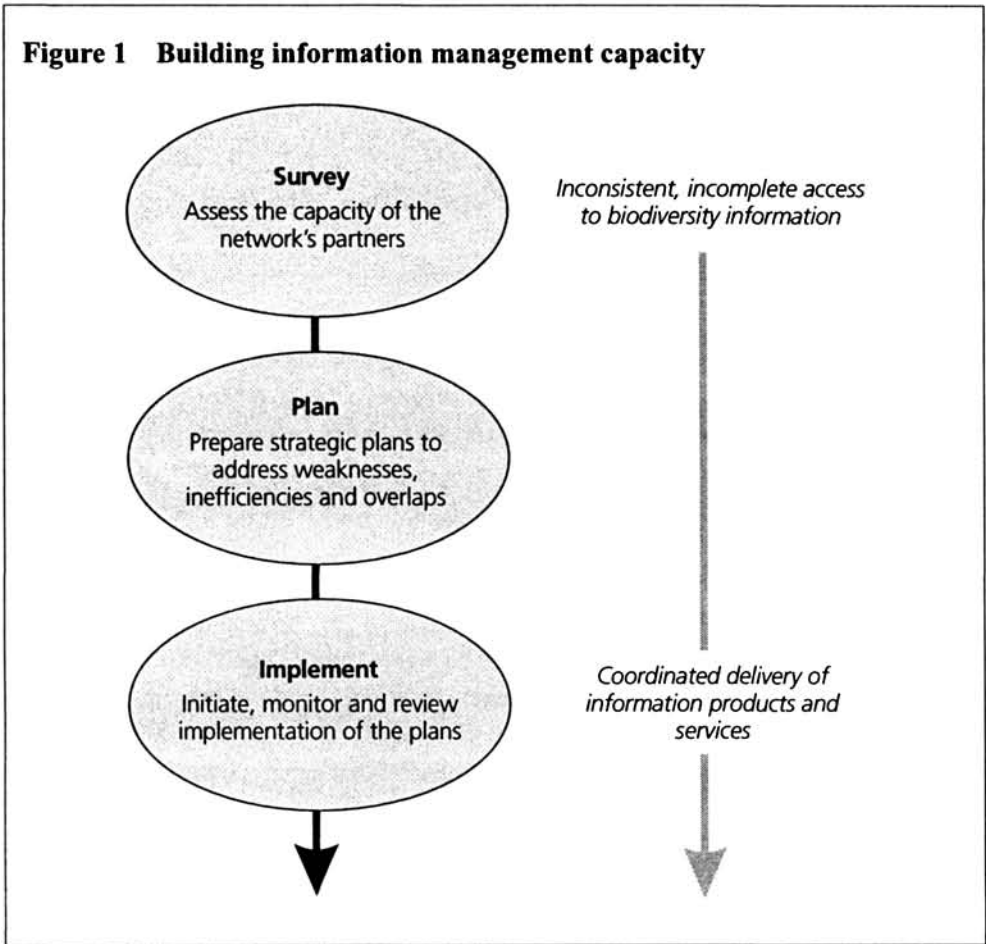 Figure 1 Building information management capacity
Survey
Assess the capacity of the
network's partners
Inconsistent, incomplete access
to biodiversity information
Plan
Prepare strategic plans to
address weaknesses,
inefficiencies and overlaps
Implement
Initiate, monitor and review
implementation of the plans
Coordinated delivery of
information products and
services